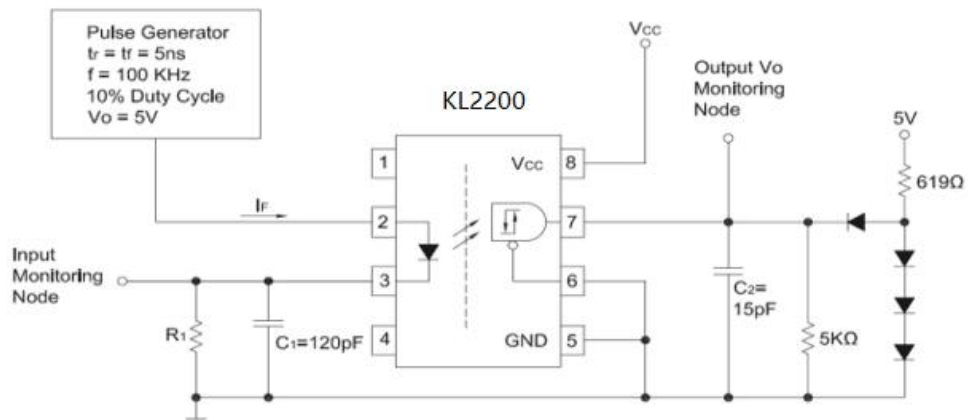 Pulse Generator
tr = tf = 5ns
f = 100 KHz
10% Duty Cycle
Vo = 5V
KL2200
Vcc
Output Vo
Monitoring
Node
5V
619Ω
1
2
3
4
Vcc
GND
8
7
6
5
IF
Input
Monitoring
Node
R1
C1=120pF
C2=
15pF
5KΩ